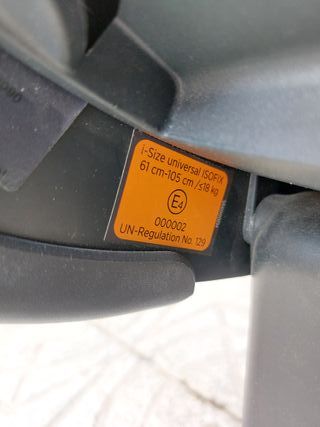 i-Size universal ISOFIX
61 cm-105 cm /≤18 kg
E4
000002
UN-Regulation No. 129